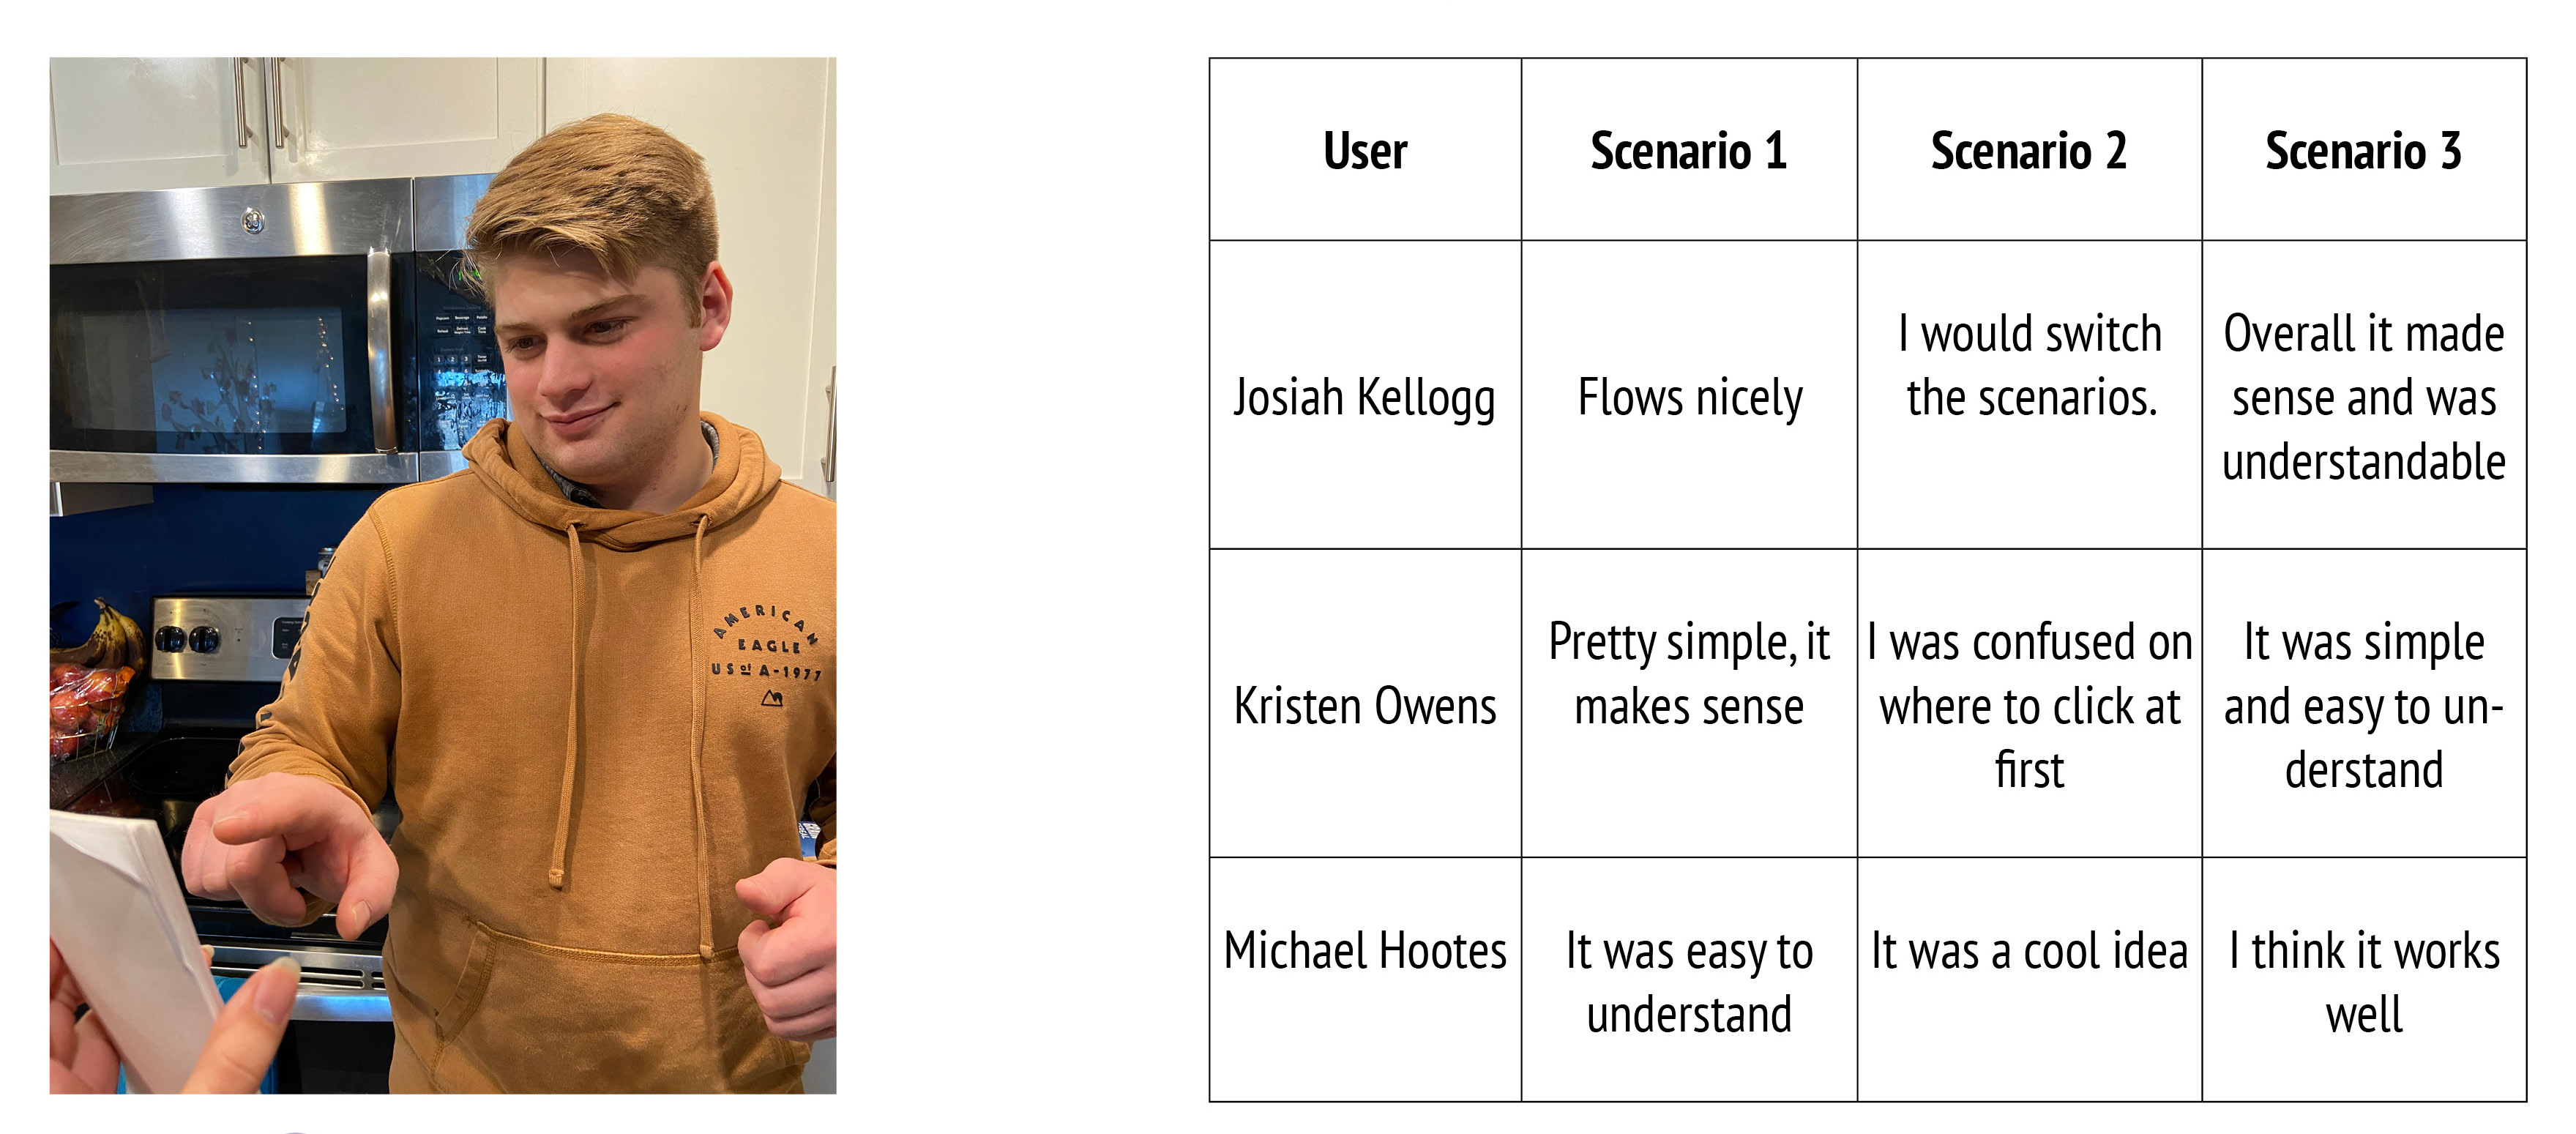 AMERICAN
EAGLE
US of A-1977
User
Scenario 1
Scenario 2
Scenario 3
Josiah Kellogg
Flows nicely
I would switch
the scenarios.
Overall it made
sense and was
understandable
Kristen Owens
Pretty simple, it
makes sense
I was confused on
where to click at
first
It was simple
and easy to un-
derstand
Michael Hootes
It was easy to
understand
It was a cool idea
I think it works
well